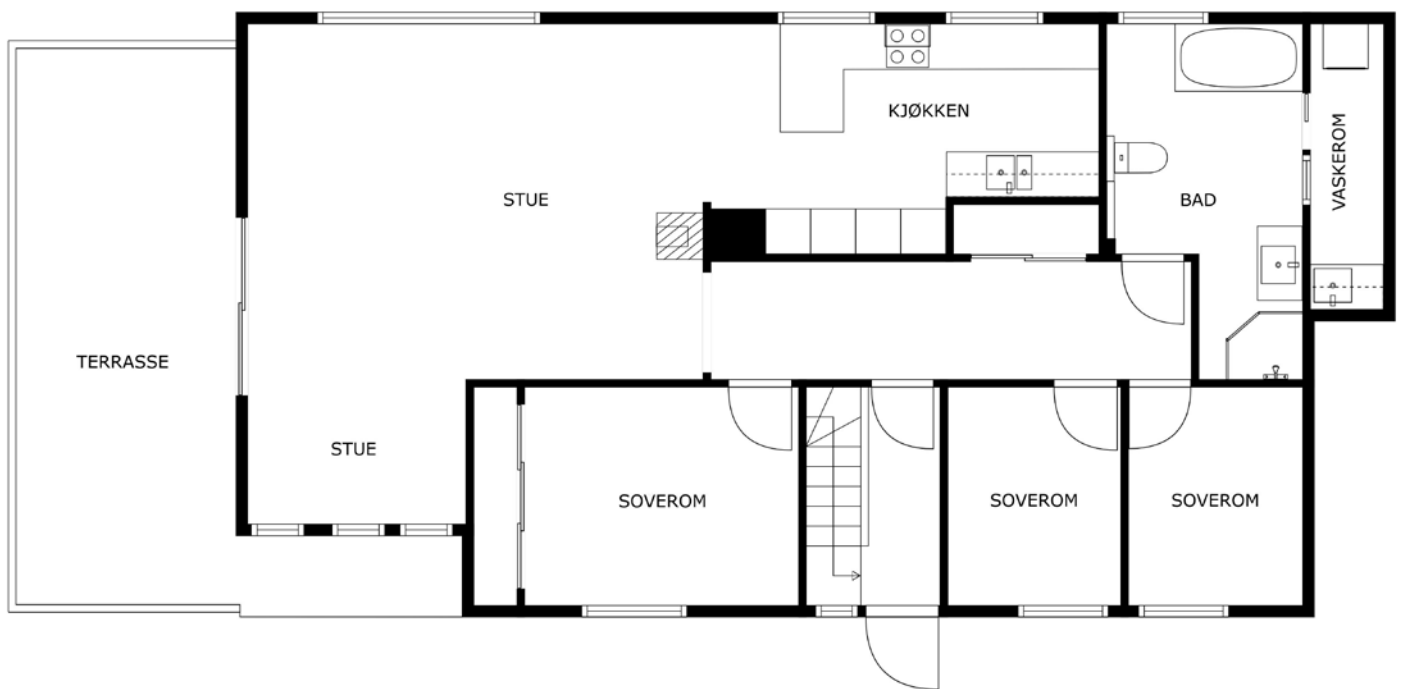 KJØKKEN
VASKEROM
STUE
BAD
TERRASSE
STUE
SOVEROM
SOVEROM
SOVEROM